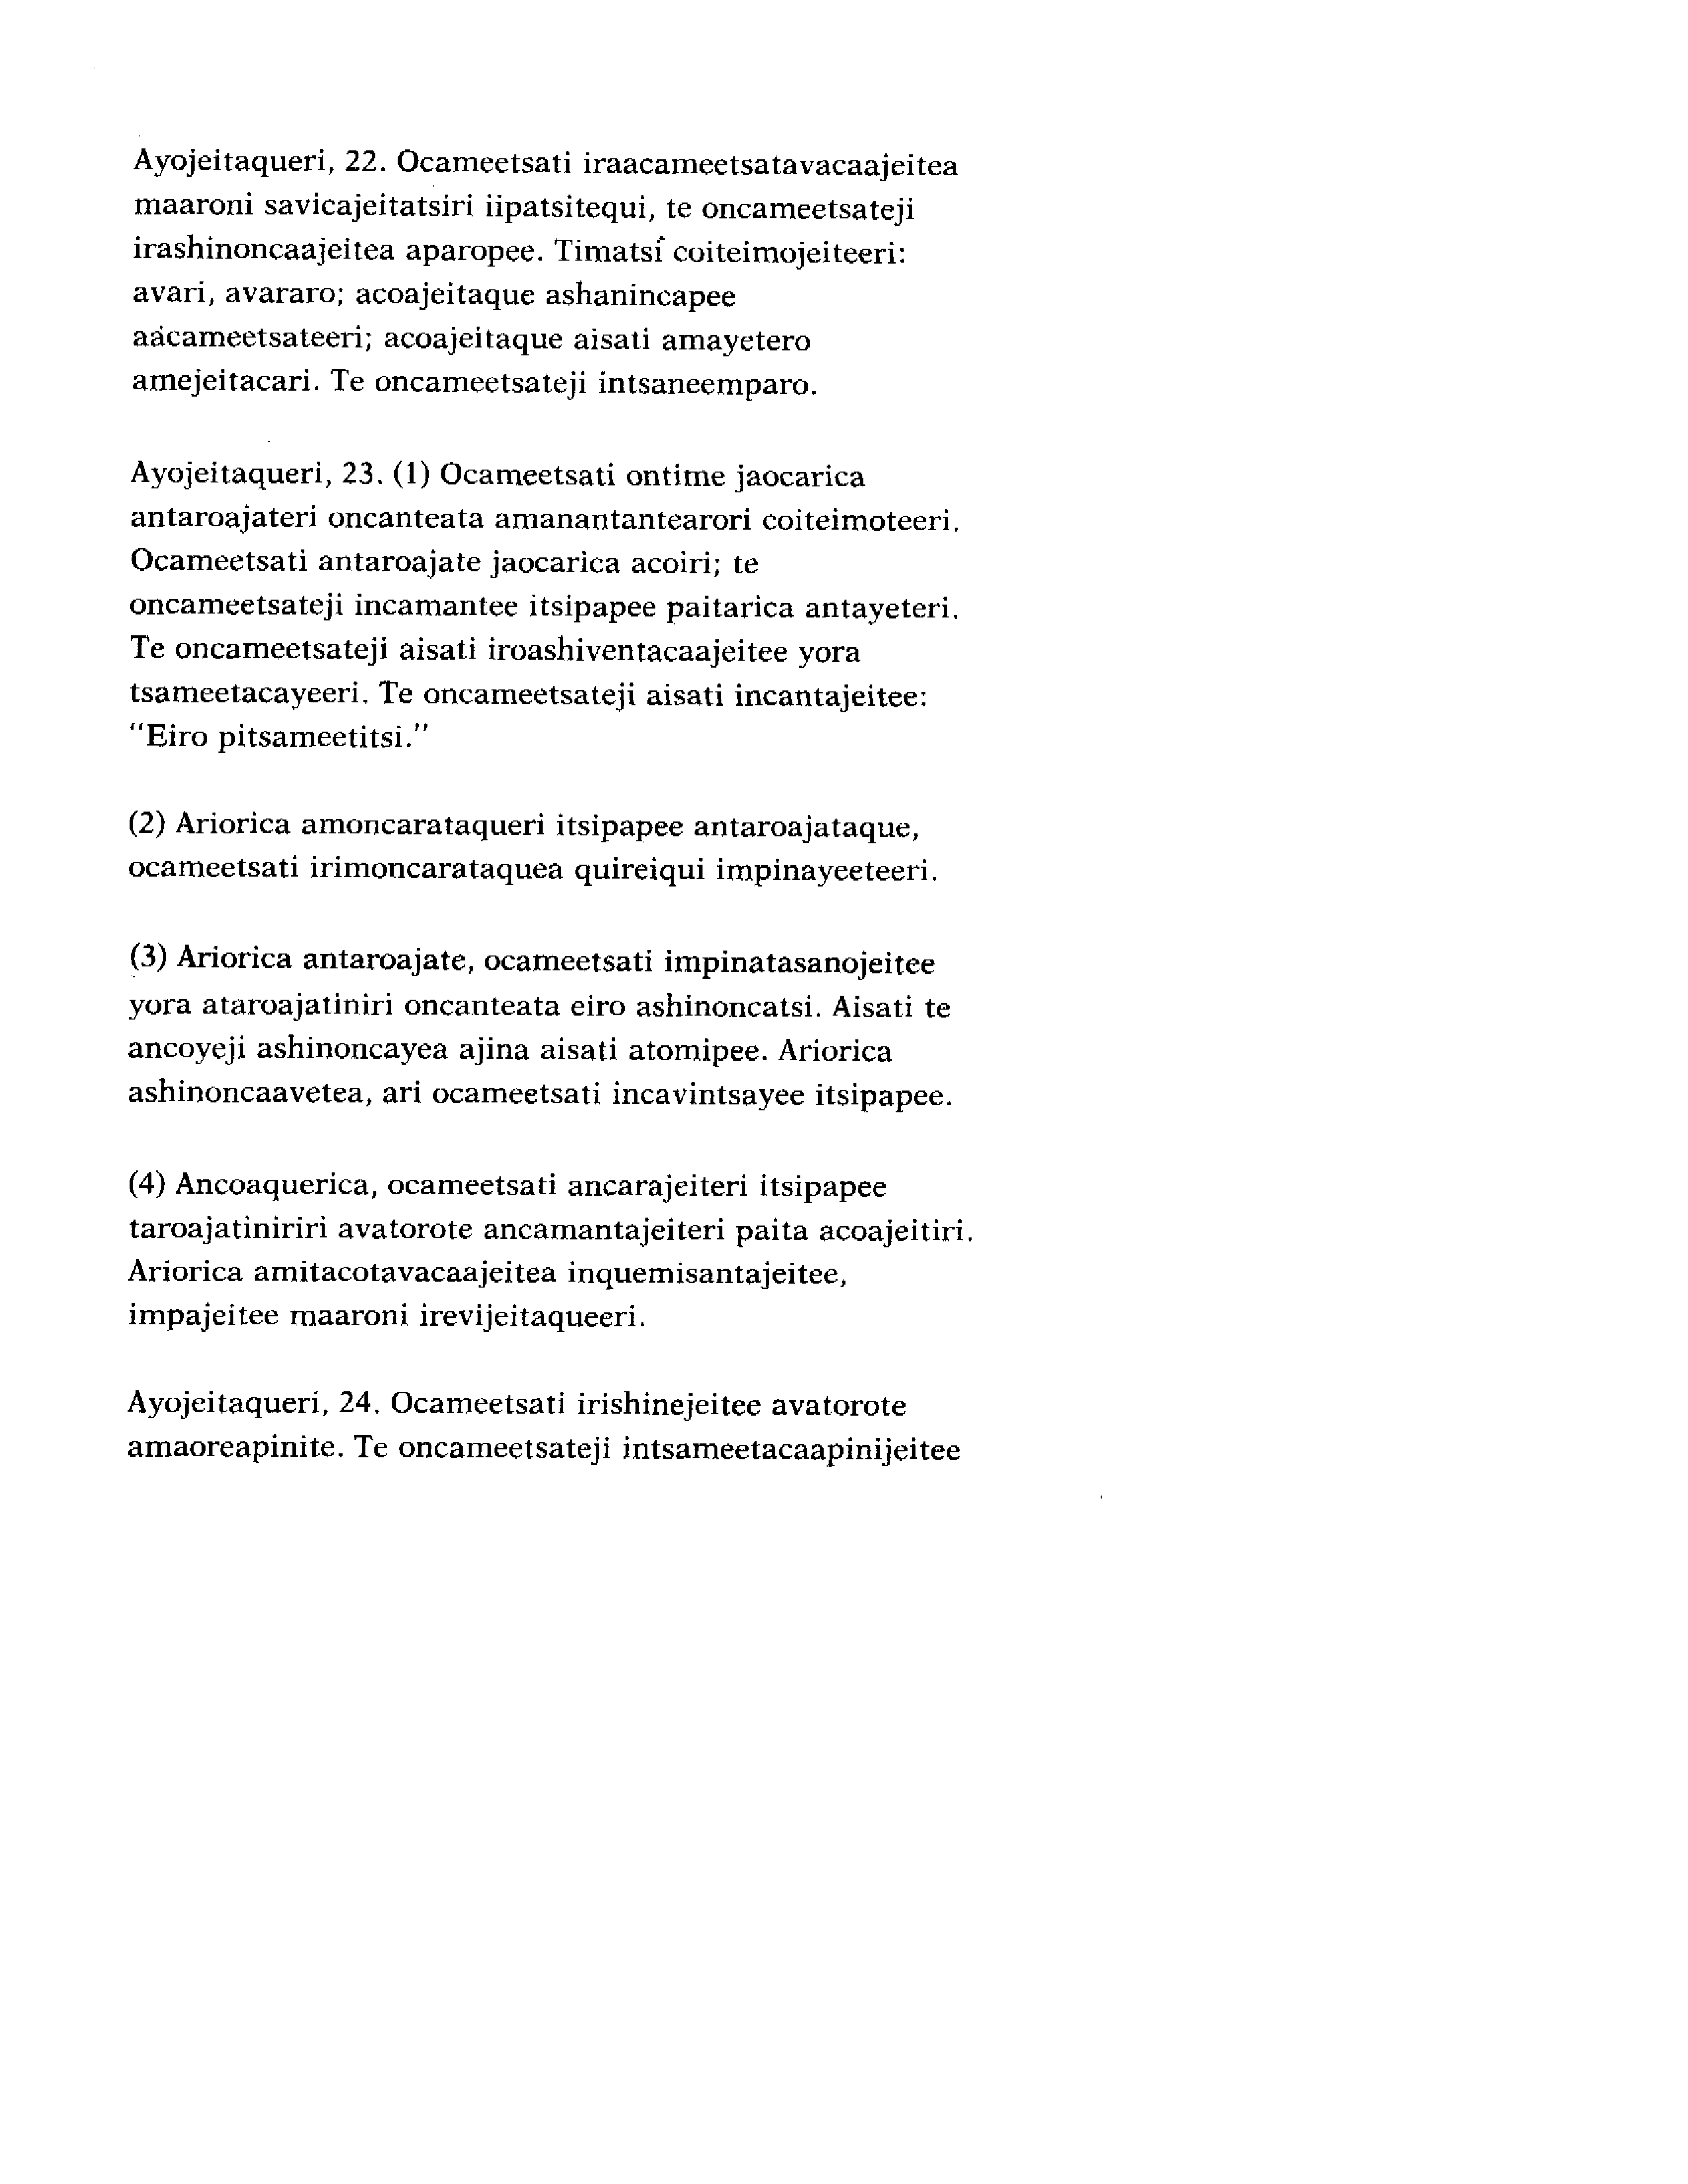 Ayojeitaqueri, 22. Ocameetsati iraacameetsatavacaajeitea
maaroni savicajeitatsiri iipatsitequi, te oncameetsateji
irashinoncaajeitea aparopee. Timatsi coiteimojeiteeri:
avari, avararo; acoajeitaque ashanincapee
aacameetsateeri; acoajeitaque aisati amayetero
amejeitacari. Te oncameetsateji intsaneemparo.

Ayojeitaqueri, 23. (1) Ocameetsati ontime jaocarica
antaroajateri oncanteata amanantantearori coiteimoteeri.
Ocameetsati antaroajate jaocarica acoiri; te
oncameetsateji incamantee itsipapee paitarica antayeteri.
Te oncameetsateji aisati iroashiventacaajeitee yora
tsameetacayeeri. Te oncameetsateji aisati incantajeitee:
"Eiro pitsameetitsi."

(2) Ariorica amoncarataqueri itsipapee antaroajataque,
ocameetsati irimoncarataquea quireiqui impinayeeteeri.

(3) Ariorica antaroajate, ocameetsati impinatasanojeitee
yora ataroajatiniri oncanteata eiro ashinoncatsi. Aisati te
ancoyeji ashinoncayea ajina aisati atomipee. Ariorica
ashinoncaavetea, ari ocameetsati incavintsayee itsipapee.

(4) Ancoaquerica, ocameetsati ancarajeiteri itsipapee
taroajatiniriri avatorote ancamantajeiteri paita acoajeitiri.
Ariorica amitacotavacaajeitea inquemisantajeitee,
impajeitee maaroni irevijeitaqueeri.

Ayojeitaqueri, 24. Ocameetsati irishinejeitee avatorote
amaoreapinite. Te oncameetsateji intsameetacaapinijeitee